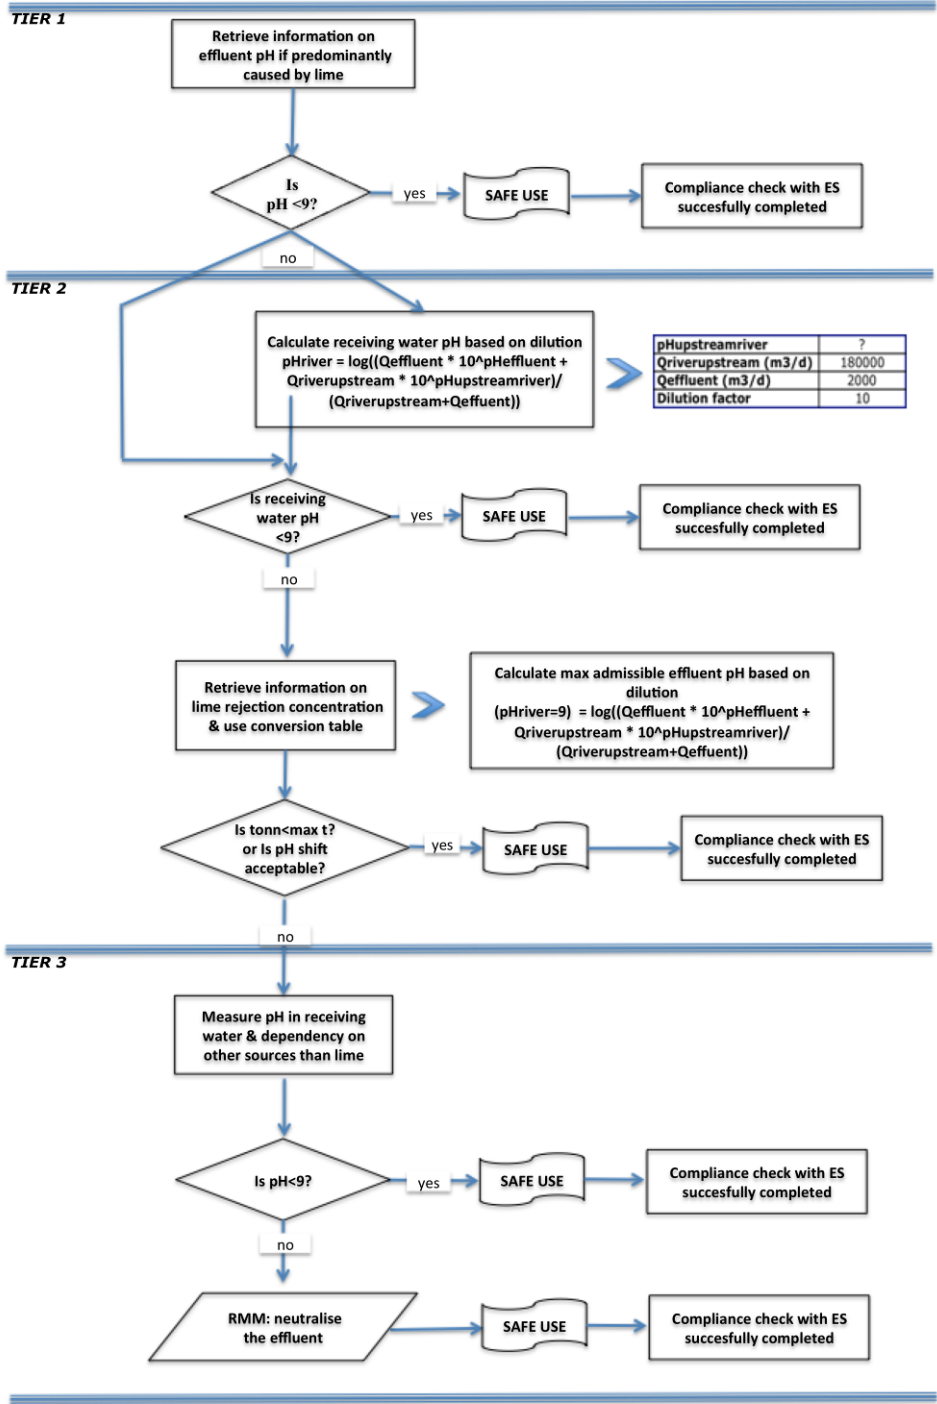 TIER 1
Retrieve information on
effluent pH if predominantly
caused by lime
Is
pH <9?
yes
SAFE USE
Compliance check with ES
succesfully completed
no
TIER 2
Calculate receiving water pH based on dilution
pHriver = log((Qeffluent * 10^pHeffluent +
Qriverupstream * 10^pHupstreamriver)/
(Qriverupstream+Qeffuent))
pHupstreamriver ?
Qriverupstream (m3/d) 180000
Qeffluent (m3/d) 2000
Dilution factor 10
Is receiving
water pH
<9?
yes
SAFE USE
Compliance check with ES
succesfully completed
no
Retrieve information on
lime rejection concentration
& use conversion table
Calculate max admissible effluent pH based on
dilution
(pHriver=9) = log((Qeffluent * 10^pHeffluent +
Qriverupstream * 10^pHupstreamriver)/
(Qriverupstream+Qeffuent))
Is tonn<max t?
or Is pH shift
acceptable?
yes
SAFE USE
Compliance check with ES
succesfully completed
no
TIER 3
Measure pH in receiving
water & dependency on
other sources than lime
Is pH<9?
yes
SAFE USE
Compliance check with ES
succesfully completed
no
RMM: neutralise
the effluent
SAFE USE
Compliance check with ES
succesfully completed